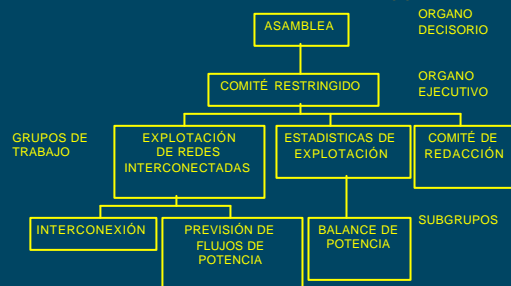 ASAMBLEA
ORGANO
DECISORIO
COMITÉ RESTRINGIDO
ORGANO
EJECUTIVO
GRUPOS DE
TRABAJO
EXPLOTACIÓN
DE REDES
INTERCONECTADAS
ESTADISTICAS DE
EXPLOTACIÓN
COMITÉ DE
REDACCIÓN
INTERCONEXIÓN
PREVISIÓN DE
FLUJOS DE
POTENCIA
BALANCE DE
POTENCIA
SUBGRUPOS